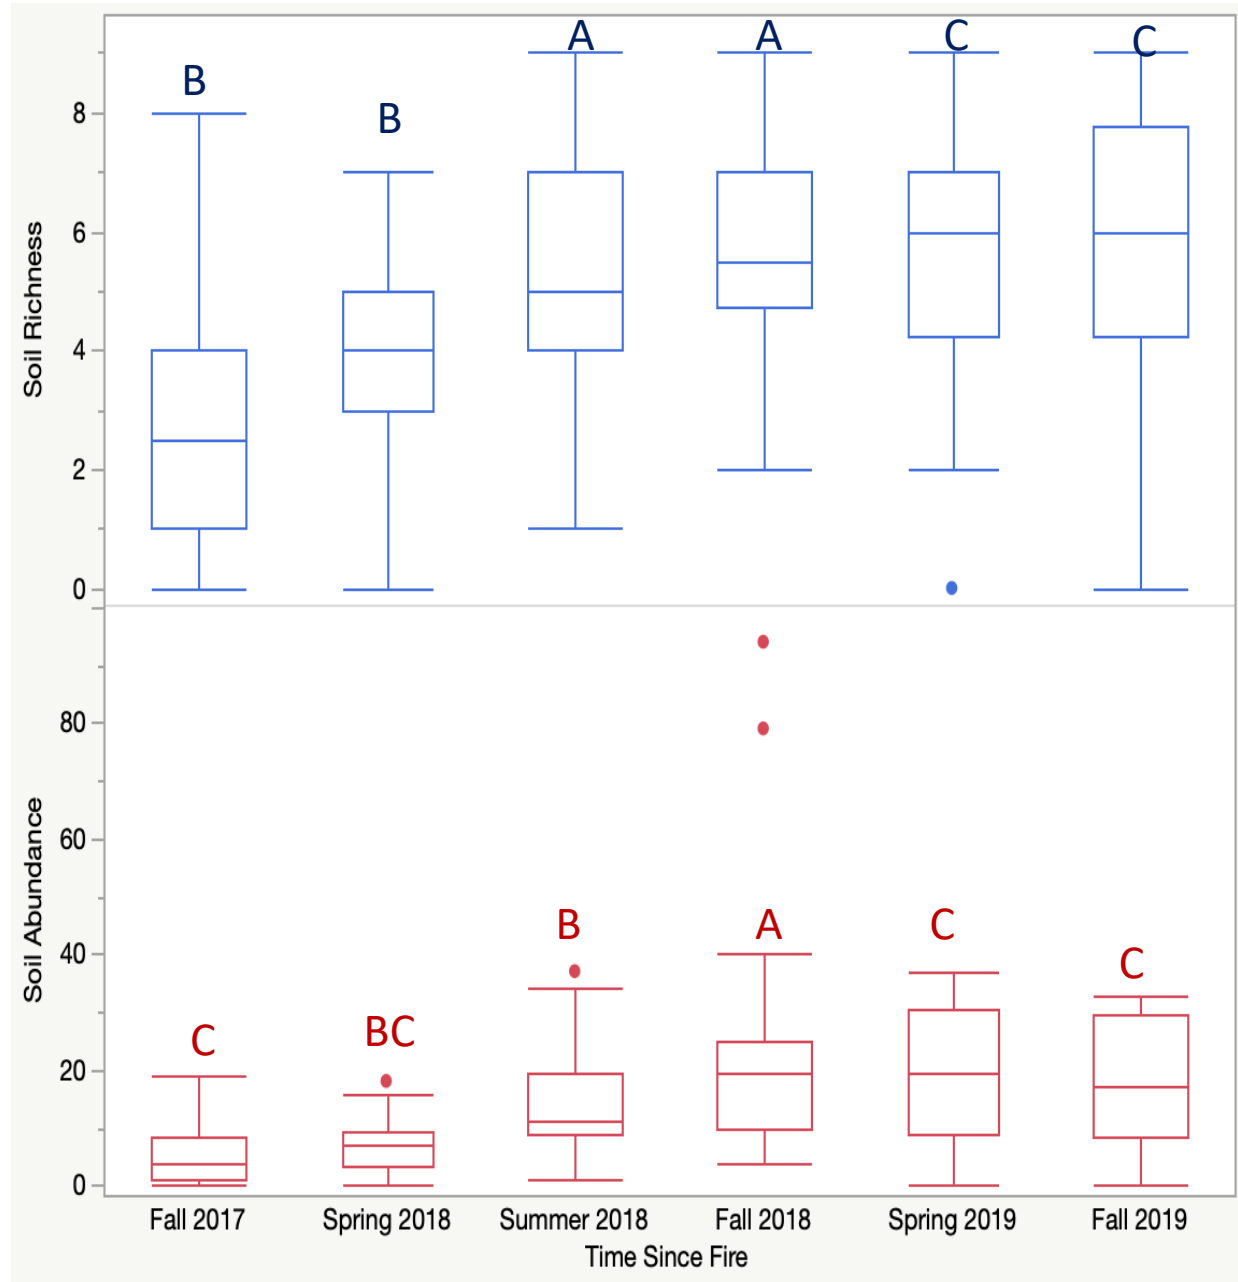 A A C C
B
B
8
6
4
2
0
Soil Richness
80
60
40
20
0
Soil Abundance
B A C
C
BC
C
Fall 2017 Spring 2018 Summer 2018 Fall 2018 Spring 2019 Fall 2019
Time Since Fire